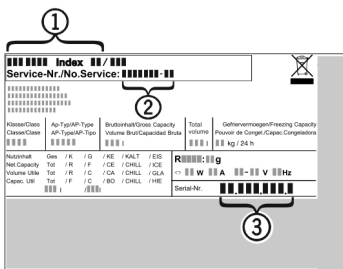 1
Index /
Service-Nr./No.Service: -
2
Klasse/Class Ap-Typ/AP-Type Bruttoinhalt/Gross Capacity Total Gefriervermoegen/Freezing Capacity
Classe/Clase AP-Type/AP-Tipo Volume Brut/Capacidad Bruta volume Pouvoir de Congel./Capac.Congeladora
l l kg / 24 h
Nutzinhalt Ges / K / G / KE / KALT / EIS
Net.Capacity Tot / R / F / CE / CHILL / ICE
Volume Utile Tot / R / C / CA / CHILL / GLA
Capac. Util Tot / F / C / BO / CHILL / HIE
l / l
R : g
W A - V Hz
Serial-Nr. . . .
3